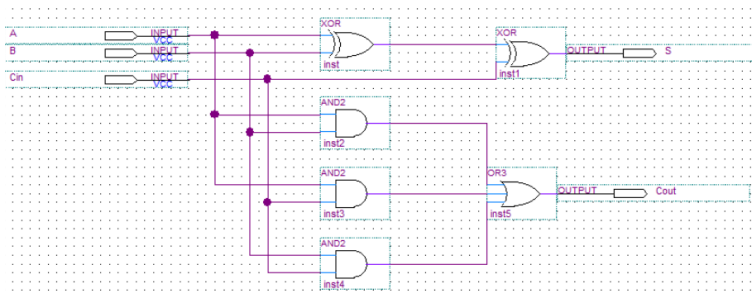 A INPUT VCC
B INPUT VCC
Cin INPUT VCC
XOR
inst
XOR
inst1
OUTPUT S
AND2
inst2
AND2
inst3
AND2
inst4
OR3
inst5
OUTPUT Cout